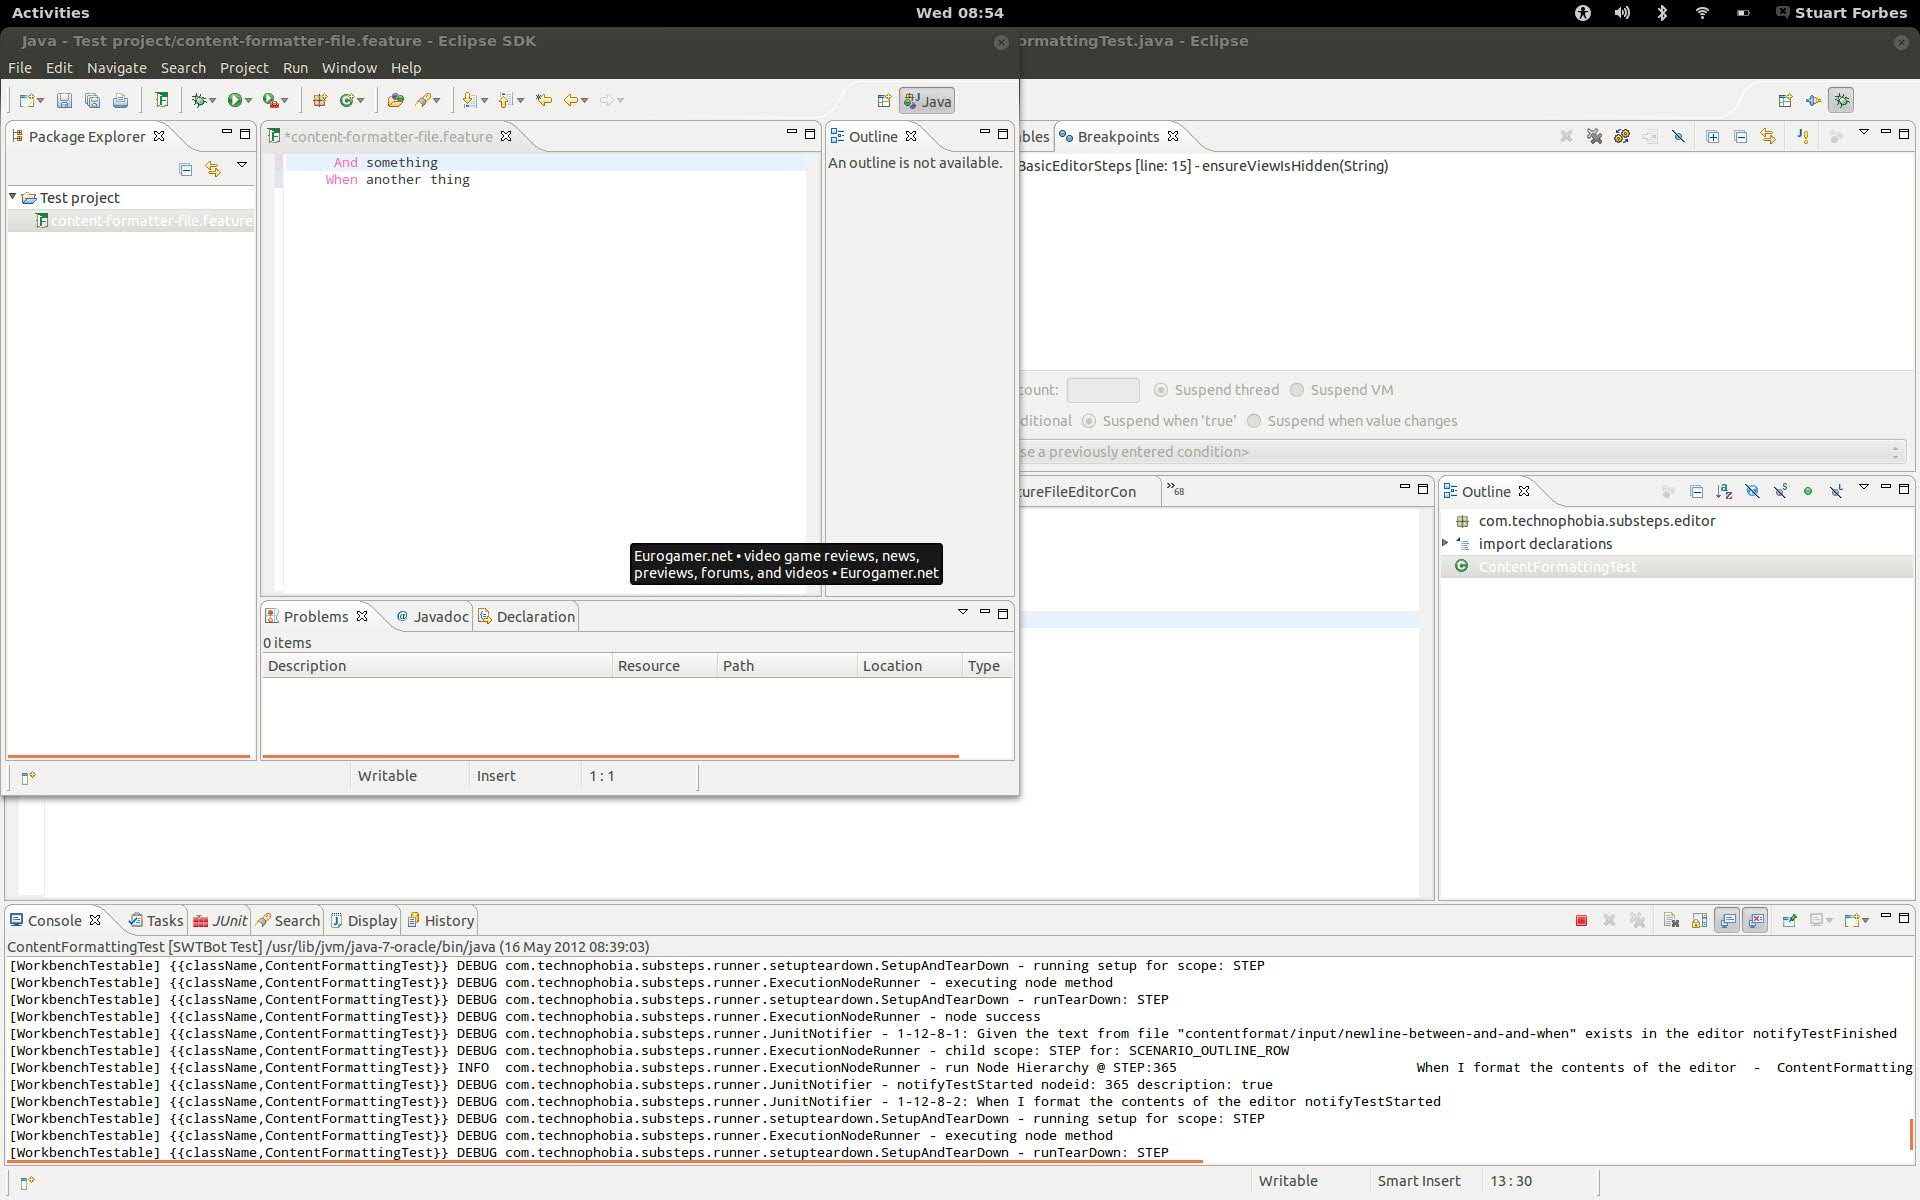 Activities
Wed 08:54
Stuart Forbes
Java - Test project/content-formatter-file.feature - Eclipse SDK
ormattingTest.java - Eclipse
File Edit Navigate Search Project Run Window Help
Java
Package Explorer
*content-formatter-file.feature
Outline
bles
Breakpoints
And something
When another thing
An outline is not available.
BasicEditorSteps [line: 15] - ensureViewIsHidden(String)
Test project
content-formatter-file.feature
ount:
Suspend thread
Suspend VM
ditional
Suspend when 'true'
Suspend when value changes
se a previously entered condition>
ureFileEditorCon
»68
Outline
com.technophobia.substeps.editor
import declarations
ContentFormattingTest
Eurogamer.net • video game reviews, news,
previews, forums, and videos • Eurogamer.net
Problems
@ Javadoc
Declaration
0 items
Description Resource Path Location Type
Writable Insert 1 : 1
Console Tasks JUnit Search Display History
ContentFormattingTest [SWTBot Test] /usr/lib/jvm/java-7-oracle/bin/java (16 May 2012 08:39:03)
[WorkbenchTestable] {{className,ContentFormattingTest}} DEBUG com.technophobia.substeps.runner.setupteardown.SetupAndTearDown - running setup for scope: STEP
[WorkbenchTestable] {{className,ContentFormattingTest}} DEBUG com.technophobia.substeps.runner.ExecutionNodeRunner - executing node method
[WorkbenchTestable] {{className,ContentFormattingTest}} DEBUG com.technophobia.substeps.runner.setupteardown.SetupAndTearDown - runTearDown: STEP
[WorkbenchTestable] {{className,ContentFormattingTest}} DEBUG com.technophobia.substeps.runner.ExecutionNodeRunner - node success
[WorkbenchTestable] {{className,ContentFormattingTest}} DEBUG com.technophobia.substeps.runner.JunitNotifier - 1-12-8-1: Given the text from file "contentformat/input/newline-between-and-and-when" exists in the editor notifyTestFinished
[WorkbenchTestable] {{className,ContentFormattingTest}} DEBUG com.technophobia.substeps.runner.ExecutionNodeRunner - child scope: STEP for: SCENARIO_OUTLINE_ROW
[WorkbenchTestable] {{className,ContentFormattingTest}} INFO com.technophobia.substeps.runner.ExecutionNodeRunner - run Node Hierarchy @ STEP:365 When I format the contents of the editor - ContentFormatting
[WorkbenchTestable] {{className,ContentFormattingTest}} DEBUG com.technophobia.substeps.runner.JunitNotifier - notifyTestStarted nodeid: 365 description: true
[WorkbenchTestable] {{className,ContentFormattingTest}} DEBUG com.technophobia.substeps.runner.JunitNotifier - 1-12-8-2: When I format the contents of the editor notifyTestStarted
[WorkbenchTestable] {{className,ContentFormattingTest}} DEBUG com.technophobia.substeps.runner.setupteardown.SetupAndTearDown - running setup for scope: STEP
[WorkbenchTestable] {{className,ContentFormattingTest}} DEBUG com.technophobia.substeps.runner.ExecutionNodeRunner - executing node method
[WorkbenchTestable] {{className,ContentFormattingTest}} DEBUG com.technophobia.substeps.runner.setupteardown.SetupAndTearDown - runTearDown: STEP
Writable Smart Insert 13 : 30